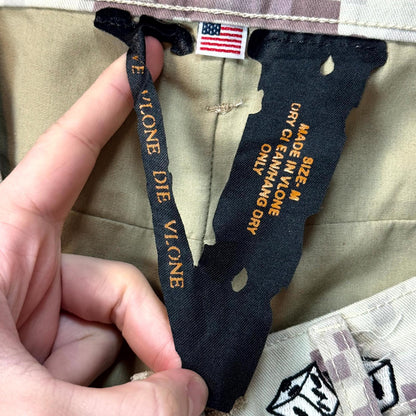 VE VLONE DIE VLONE
SIZE- M
MADE IN VLONE
DRY CLEAN/HANG DRY
ONLY